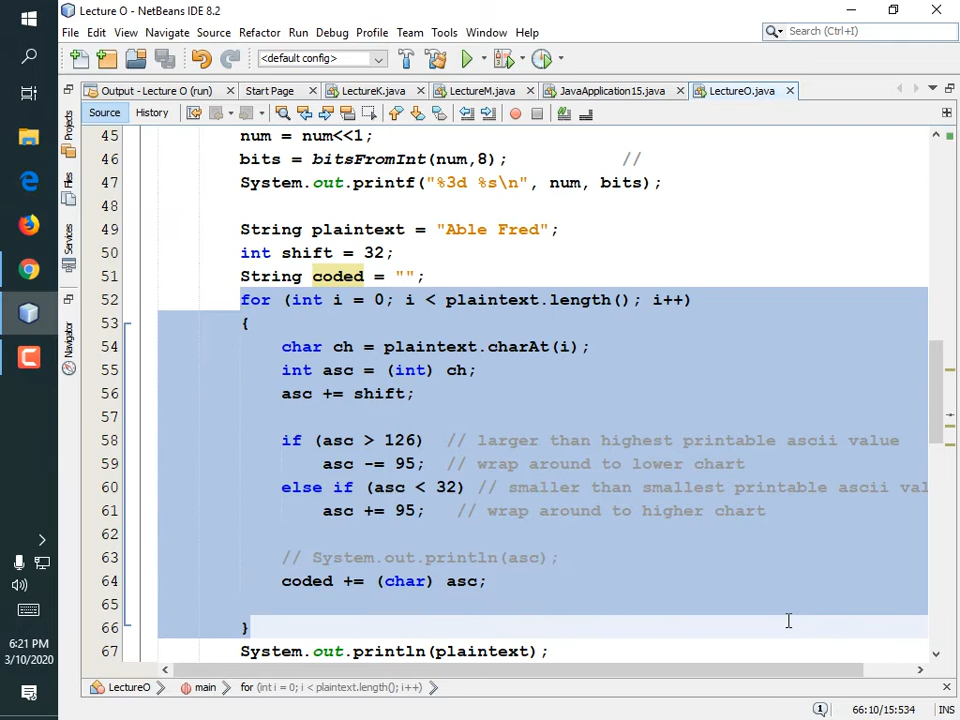 Lecture O - NetBeans IDE 8.2
File Edit View Navigate Source Refactor Run Debug Profile Team Tools Window Help
<default config>
Search (Ctrl+I)
Output - Lecture O (run) Start Page LectureK.java LectureM.java JavaApplication15.java LectureO.java
Source History
Projects
Files
Services
Navigator
45 num = num<<1;
46 bits = bitsFromInt(num,8); //
47 System.out.printf("%3d %s\n", num, bits);
48
49 String plaintext = "Able Fred";
50 int shift = 32;
51 String coded = "";
52 for (int i = 0; i < plaintext.length(); i++)
53 {
54 char ch = plaintext.charAt(i);
55 int asc = (int) ch;
56 asc += shift;
57
58 if (asc > 126) // larger than highest printable ascii value
59 asc -= 95; // wrap around to lower chart
60 else if (asc < 32) // smaller than smallest printable ascii val
61 asc += 95; // wrap around to higher chart
62
63 // System.out.println(asc);
64 coded += (char) asc;
65
66 }
67 System.out.println(plaintext);
LectureO main for (int i = 0; i < plaintext.length(); i++)
6:21 PM
3/10/2020
1 66:10/15:534 INS